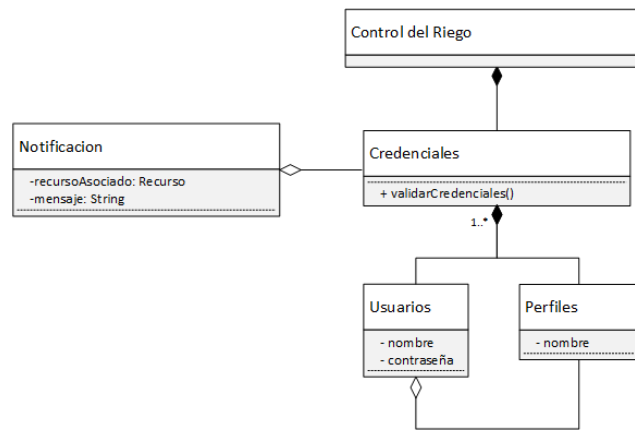 Control del Riego
Notificacion
-recursoAsociado: Recurso
-mensaje: String
Credenciales
+ validarCredenciales()
1..*
Usuarios
- nombre
- contraseña
Perfiles
- nombre